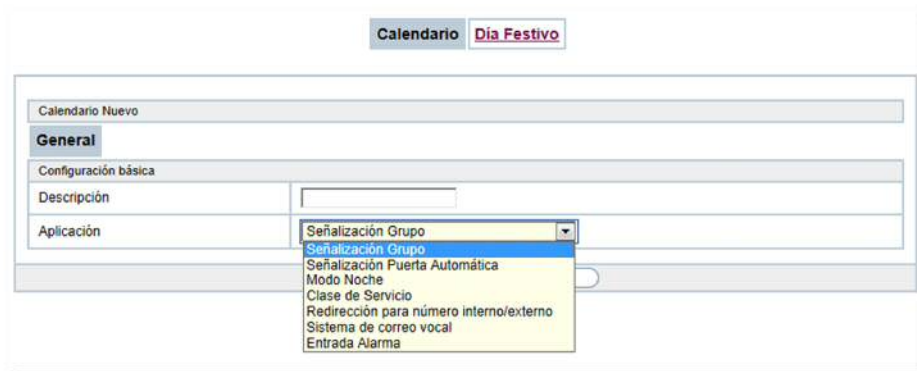 Calendario Día Festivo
Calendario Nuevo
General
Configuración básica
Descripción
Aplicación Señalización Grupo
Señalización Grupo
Señalización Puerta Automática
Modo Noche
Clase de Servicio
Redirección para número interno/externo
Sistema de correo vocal
Entrada Alarma